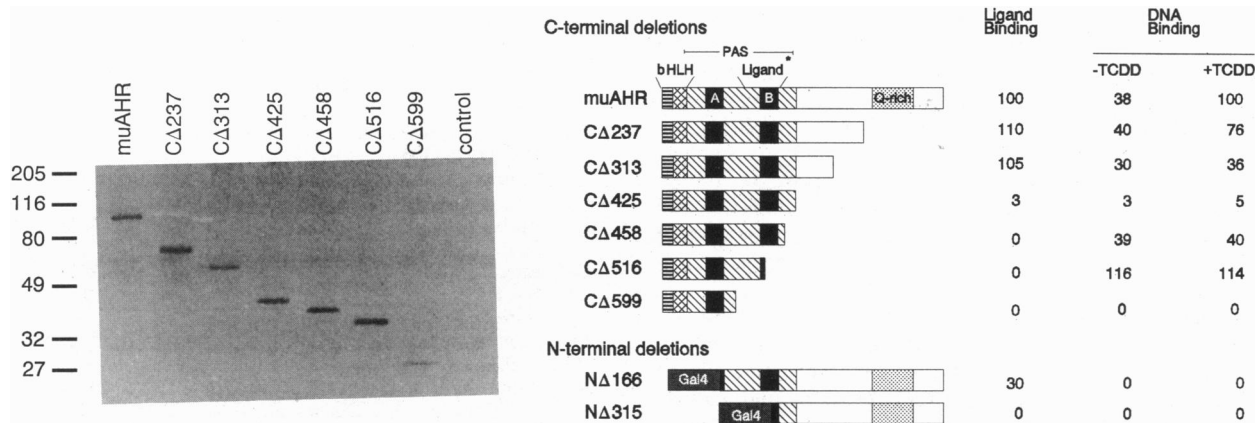 muAHR CΔ237 CΔ313 CΔ425 CΔ458 CΔ516 CΔ599 control
205
116
80
49
32
27
C-terminal deletions
Ligand Binding
DNA Binding
PAS
bHLH Ligand *
-TCDD +TCDD
muAHR A B Q-rich 100 38 100
CΔ237 110 40 76
CΔ313 105 30 36
CΔ425 3 3 5
CΔ458 0 39 40
CΔ516 0 116 114
CΔ599 0 0 0
N-terminal deletions
NΔ166 Gal4 30 0 0
NΔ315 Gal4 0 0 0